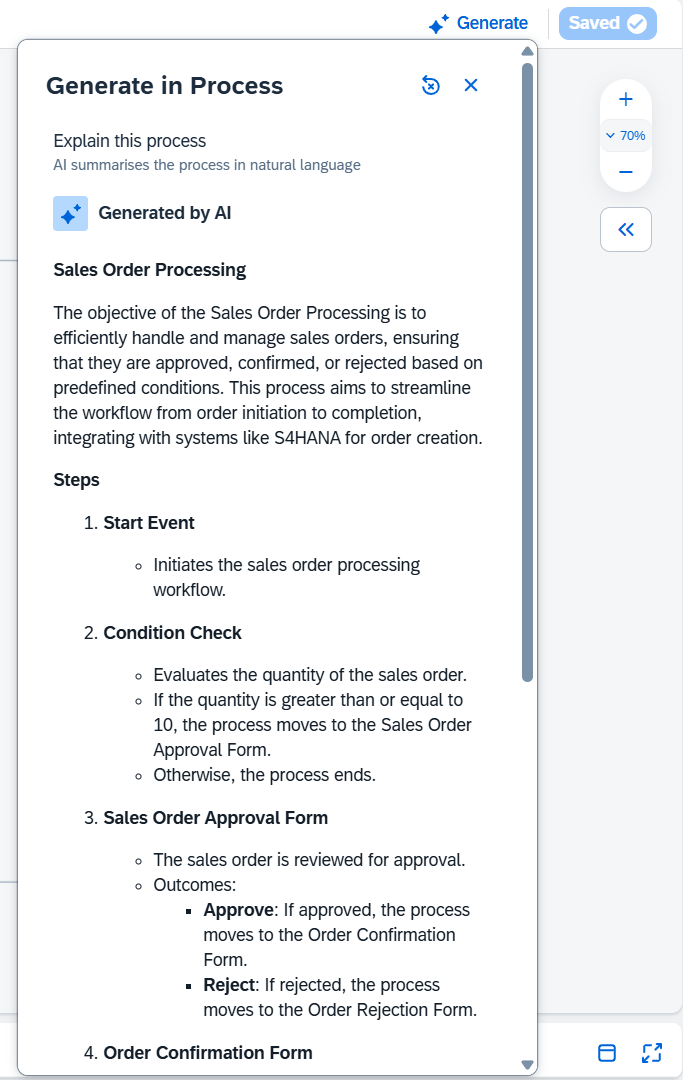 Generate
Saved
Generate in Process
70%
Explain this process
AI summarises the process in natural language
Generated by AI
Sales Order Processing
The objective of the Sales Order Processing is to
efficiently handle and manage sales orders, ensuring
that they are approved, confirmed, or rejected based on
predefined conditions. This process aims to streamline
the workflow from order initiation to completion,
integrating with systems like S4HANA for order creation.
Steps
1. Start Event
Initiates the sales order processing
workflow.
2. Condition Check
Evaluates the quantity of the sales order.
If the quantity is greater than or equal to
10, the process moves to the Sales Order
Approval Form.
Otherwise, the process ends.
3. Sales Order Approval Form
The sales order is reviewed for approval.
Outcomes:
Approve: If approved, the process
moves to the Order Confirmation
Form.
Reject: If rejected, the process
moves to the Order Rejection Form.
4. Order Confirmation Form